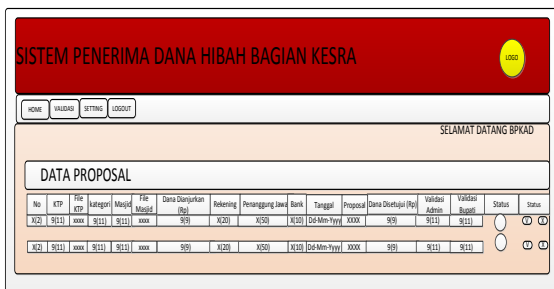 SISTEM PENERIMA DANA HIBAH BAGIAN KESRA
LOGO
HOME VALIDASI SETTING LOGOUT
SELAMAT DATANG BPKAD
DATA PROPOSAL
No KTP File KTP kategori Masjid File Masjid Dana Dianjurkan (Rp) Rekening Penanggung Jawa Bank Tanggal Proposal Dana Disetujui (Rp) Validasi Admin Validasi Bupati Status Status
X(2) 9(11) xxxx 9(11) 9(11) xxxx 9(9) X(20) X(50) X(10) Dd-Mm-Yyyy XXXX 9(9) 9(11) 9(11) V X
X(2) 9(11) xxxx 9(11) 9(11) xxxx 9(9) X(20) X(50) X(10) Dd-Mm-Yyyy XXXX 9(9) 9(11) 9(11) V X